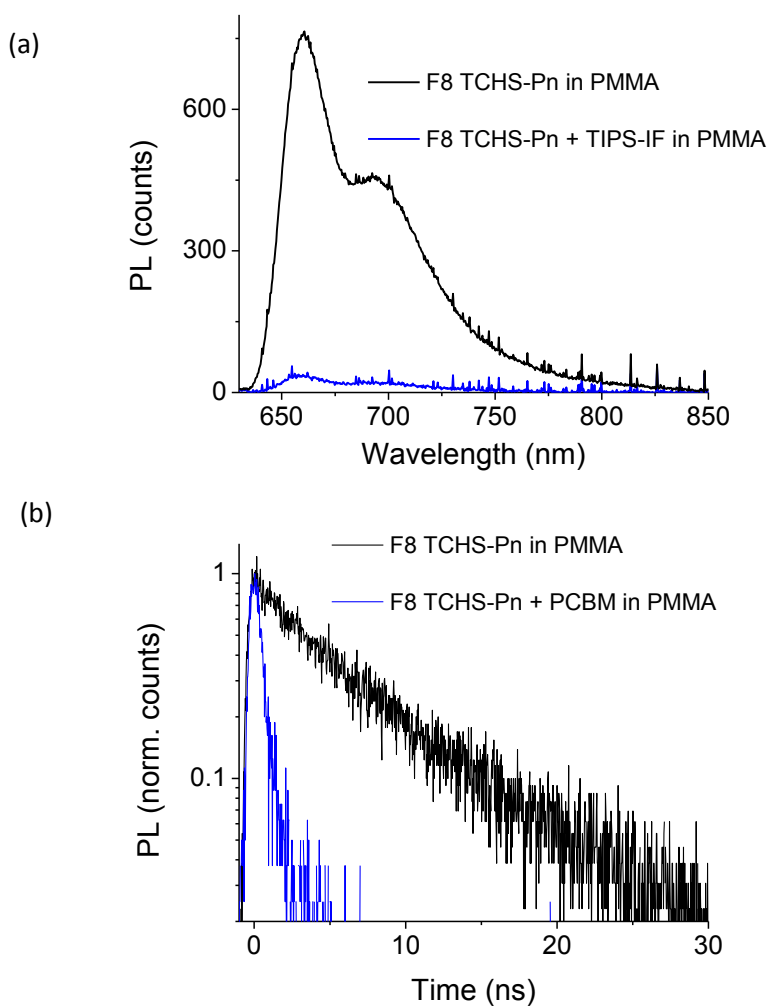 (a)
F8 TCHS-Pn in PMMA
F8 TCHS-Pn + TIPS-IF in PMMA
PL (counts)
600
300
0
650 700 750 800 850
Wavelength (nm)
(b)
F8 TCHS-Pn in PMMA
F8 TCHS-Pn + PCBM in PMMA
PL (norm. counts)
1
0.1
0 10 20 30
Time (ns)